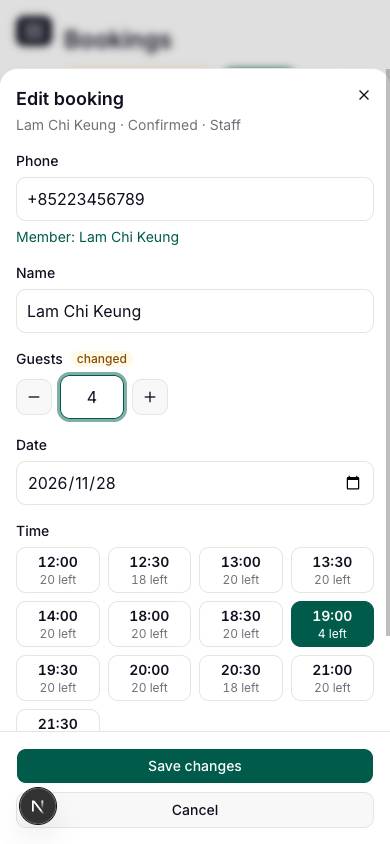 Bookings
Edit booking
Lam Chi Keung · Confirmed · Staff
Phone
+85223456789
Member: Lam Chi Keung
Name
Lam Chi Keung
Guests changed
− 4 +
Date
2026/11/28
Time
12:00 12:30 13:00 13:30
20 left 18 left 20 left 20 left
14:00 18:00 18:30 19:00
20 left 20 left 20 left 4 left
19:30 20:00 20:30 21:00
20 left 20 left 18 left 20 left
21:30
Save changes
N Cancel